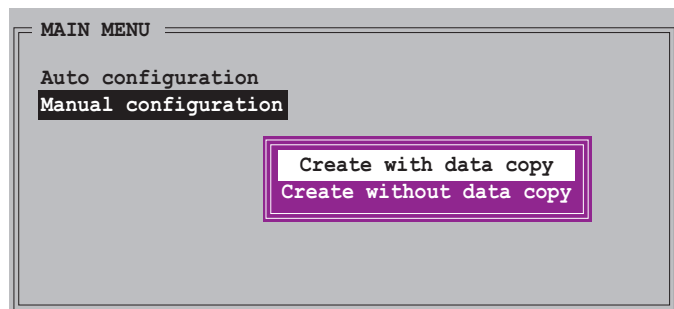 MAIN MENU
Auto configuration
Manual configuration
Create with data copy
Create without data copy